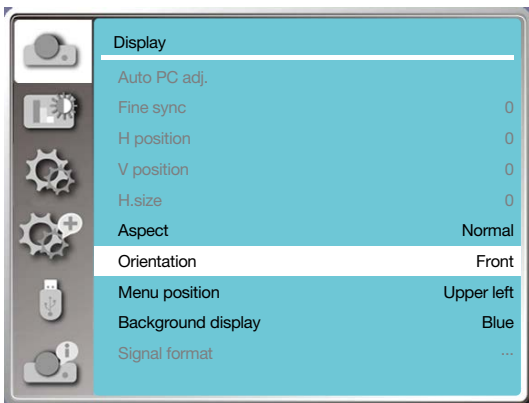 Display
Auto PC adj.
Fine sync 0
H position 0
V position 0
H.size 0
Aspect Normal
Orientation Front
Menu position Upper left
Background display Blue
Signal format ...